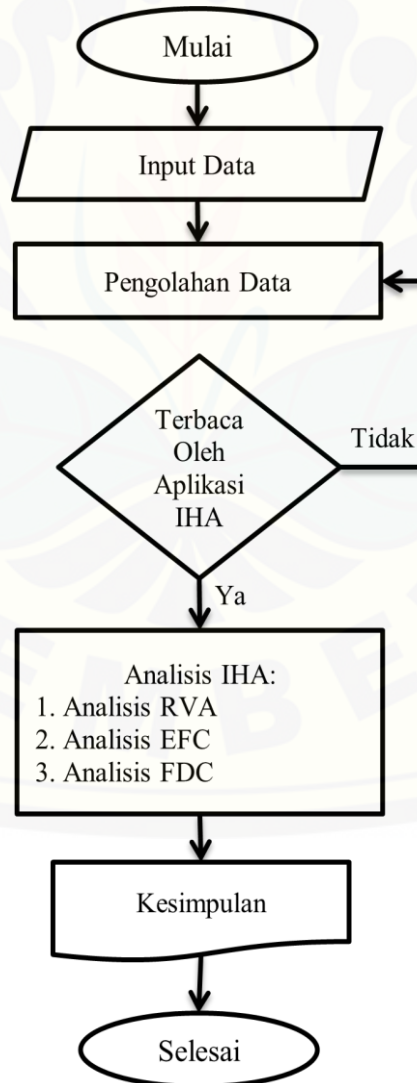 Mulai
Input Data
Pengolahan Data
Terbaca
Oleh
Aplikasi
IHA
Tidak
Ya
Analisis IHA:
1. Analisis RVA
2. Analisis EFC
3. Analisis FDC
Kesimpulan
Selesai